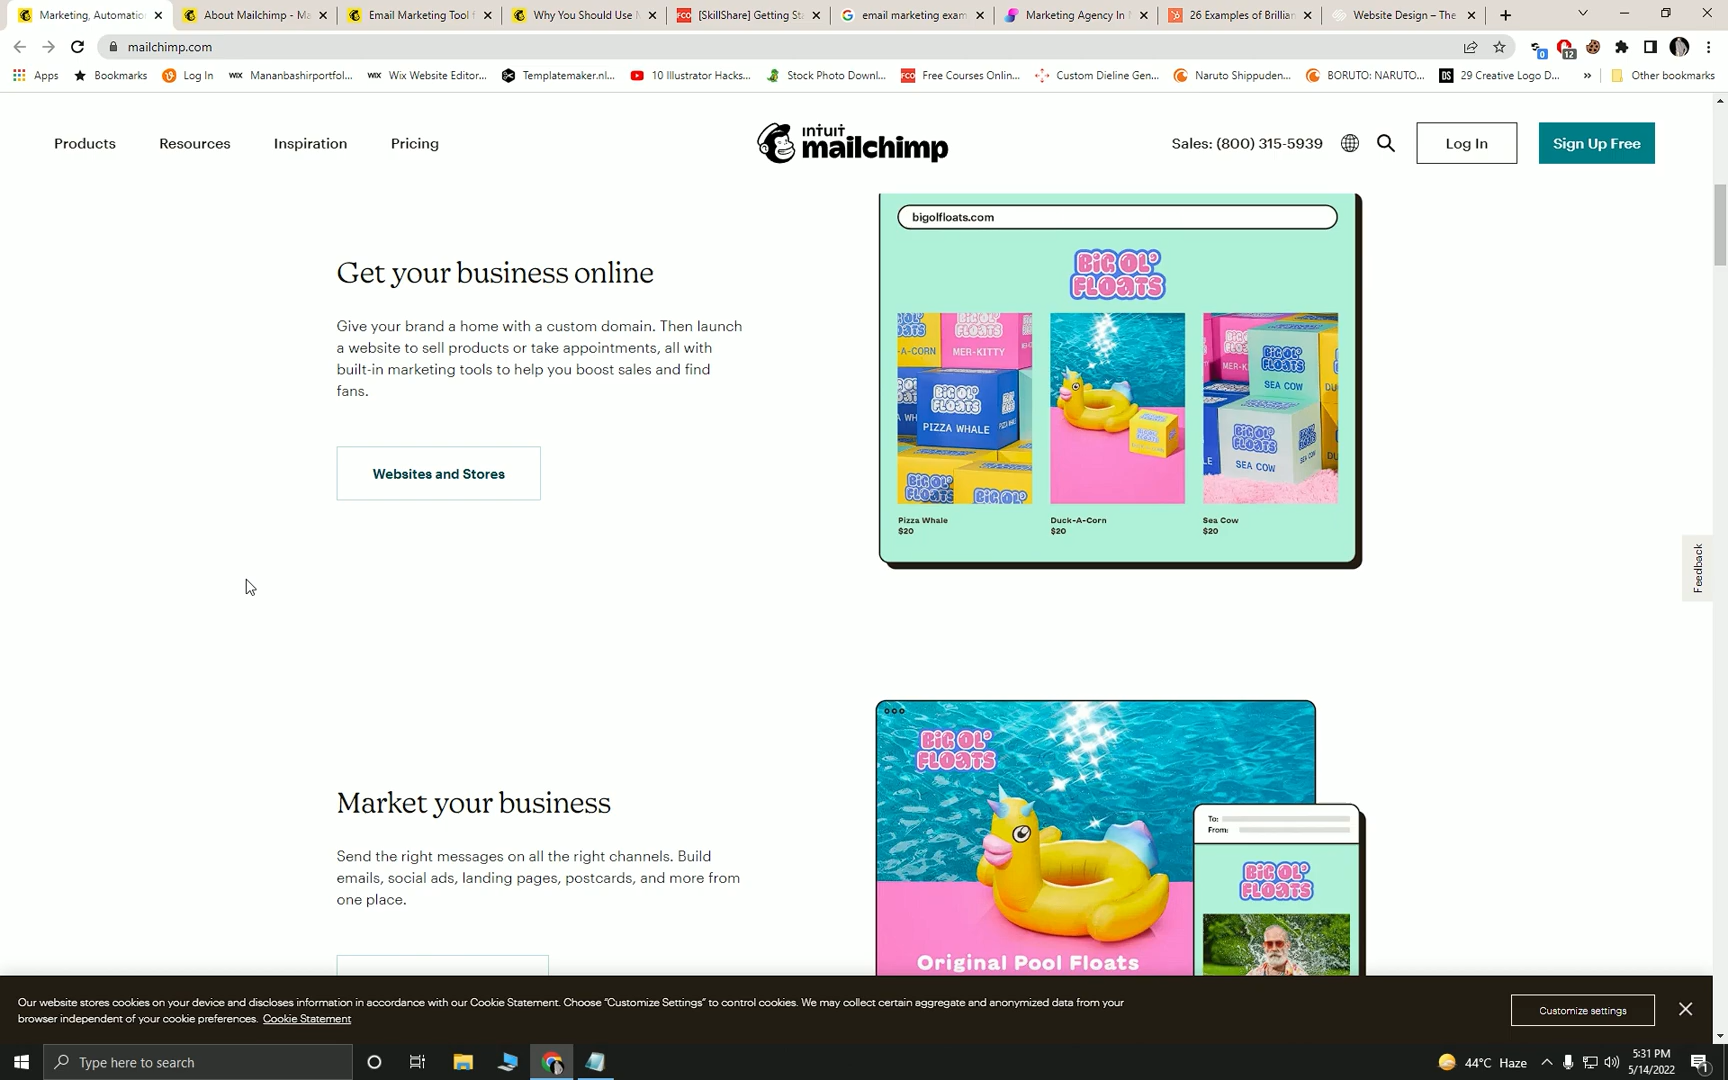 Marketing, Automatio
About Mailchimp - Ma
Email Marketing Tool f
Why You Should Use M
[SkillShare] Getting St
email marketing exam
Marketing Agency In
26 Examples of Brillian
Website Design – The
mailchimp.com
Apps
Bookmarks
Log In
Mananbashirportfol...
Wix Website Editor...
Templatemaker.nl...
10 Illustrator Hacks...
Stock Photo Downl...
Free Courses Onlin...
Custom Dieline Gen...
Naruto Shippuden...
BORUTO: NARUTO...
29 Creative Logo D...
Other bookmarks
Products
Resources
Inspiration
Pricing
INTUIT
mailchimp
Sales: (800) 315-5939
Log In
Sign Up Free
bigolfloats.com
BIG OL'
FLOATS
Get your business online
Give your brand a home with a custom domain. Then launch
a website to sell products or take appointments, all with
built-in marketing tools to help you boost sales and find
fans.
Websites and Stores
-A-CORN
MER-KITTY
PIZZA WHALE
SEA COW
SEA COW
Pizza Whale
$20
Duck-A-Corn
$20
Sea Cow
$20
Feedback
BIG OL'
FLOATS
Market your business
Send the right messages on all the right channels. Build
emails, social ads, landing pages, postcards, and more from
one place.
To:
From:
BIG OL'
FLOATS
Original Pool Floats
Our website stores cookies on your device and discloses information in accordance with our Cookie Statement. Choose "Customize Settings" to control cookies. We may collect certain aggregate and anonymized data from your
browser independent of your cookie preferences. Cookie Statement
Customize settings
Type here to search
44°C Haze
5:31 PM
5/14/2022